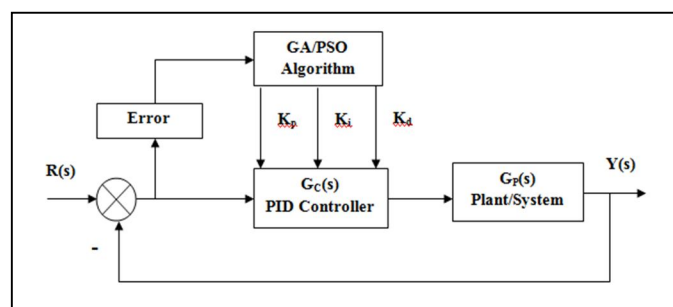 GA/PSO
Algorithm
Error
Kp
Ki
Kd
R(s)
GC(s)
PID Controller
GP(s)
Plant/System
Y(s)
-